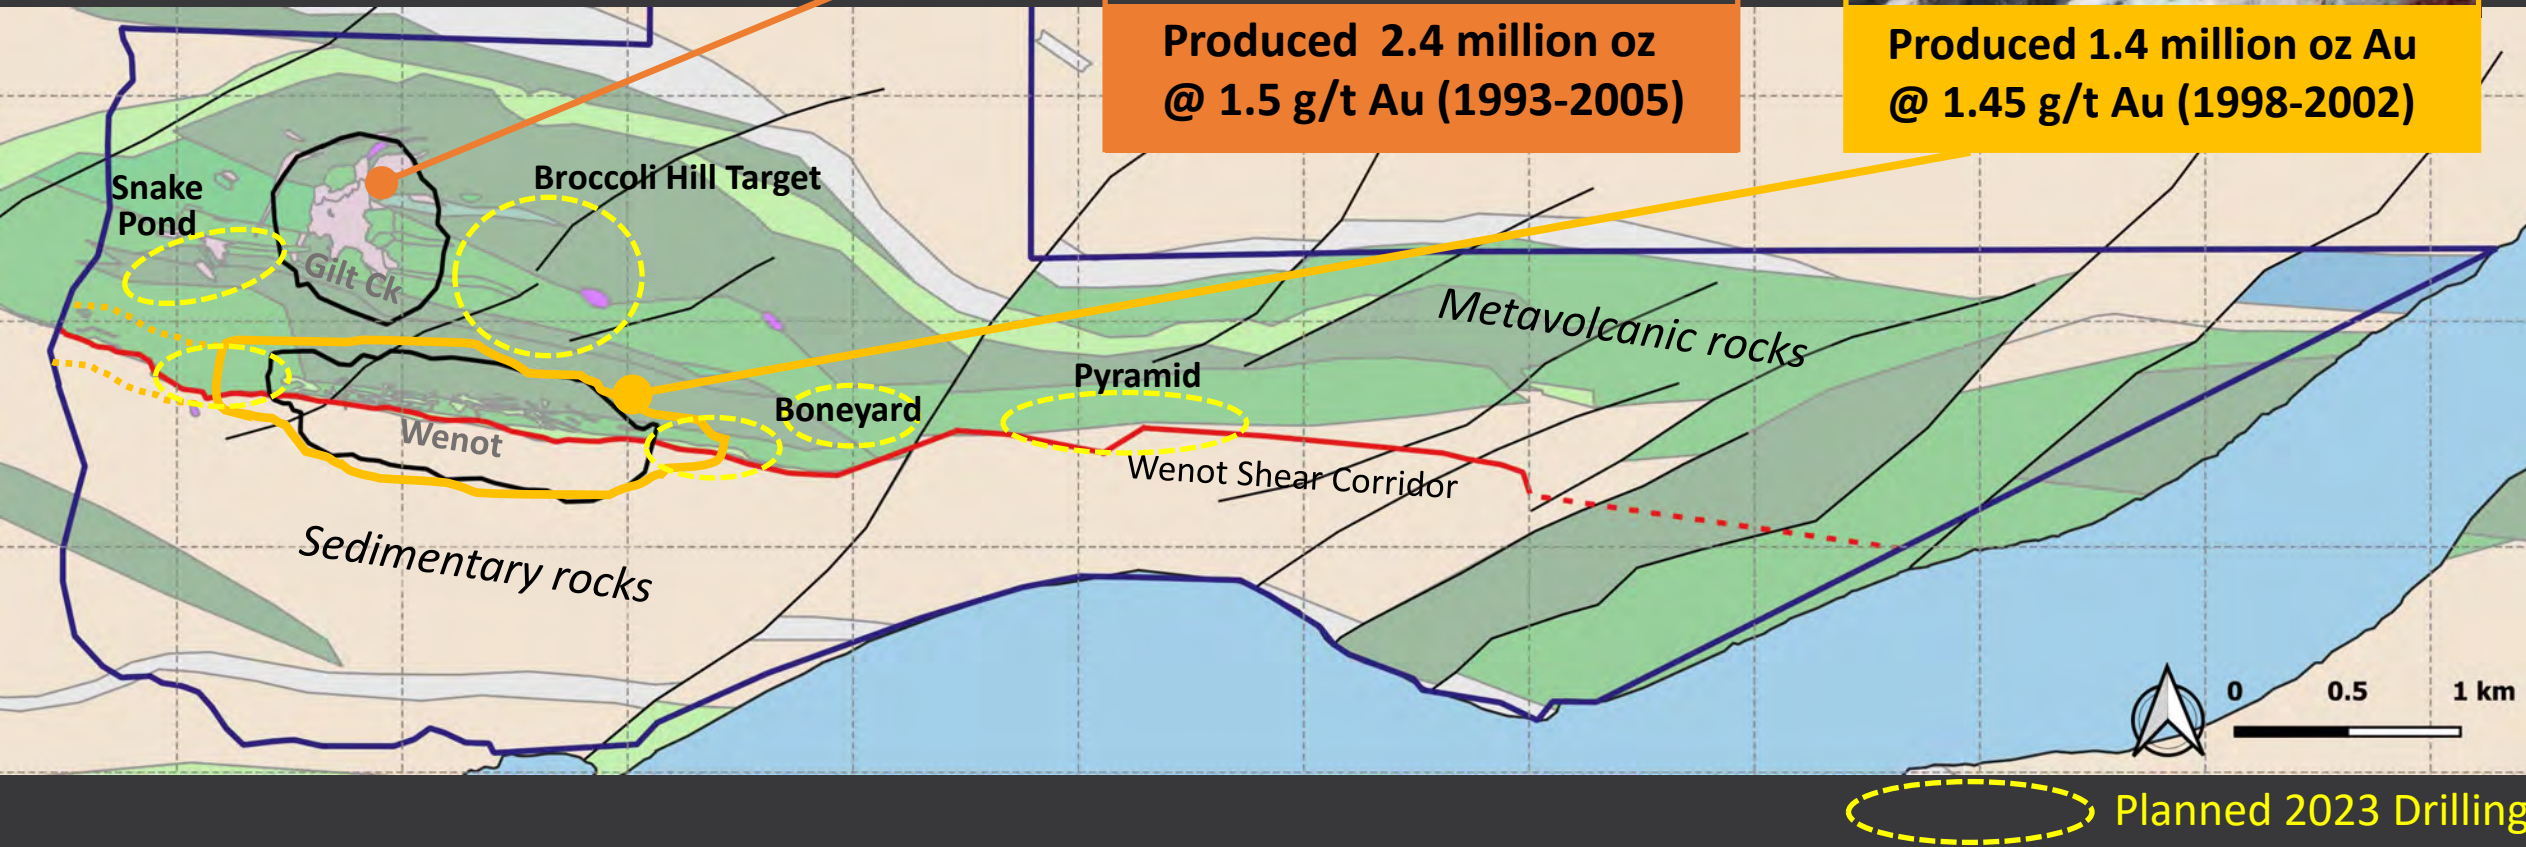 Produced 2.4 million oz
@ 1.5 g/t Au (1993-2005)
Produced 1.4 million oz Au
@ 1.45 g/t Au (1998-2002)
Snake
Pond
Broccoli Hill Target
Gilt Ck
Metavolcanic rocks
Pyramid
Boneyard
Wenot
Wenot Shear Corridor
Sedimentary rocks
0 0.5 1 km
Planned 2023 Drilling